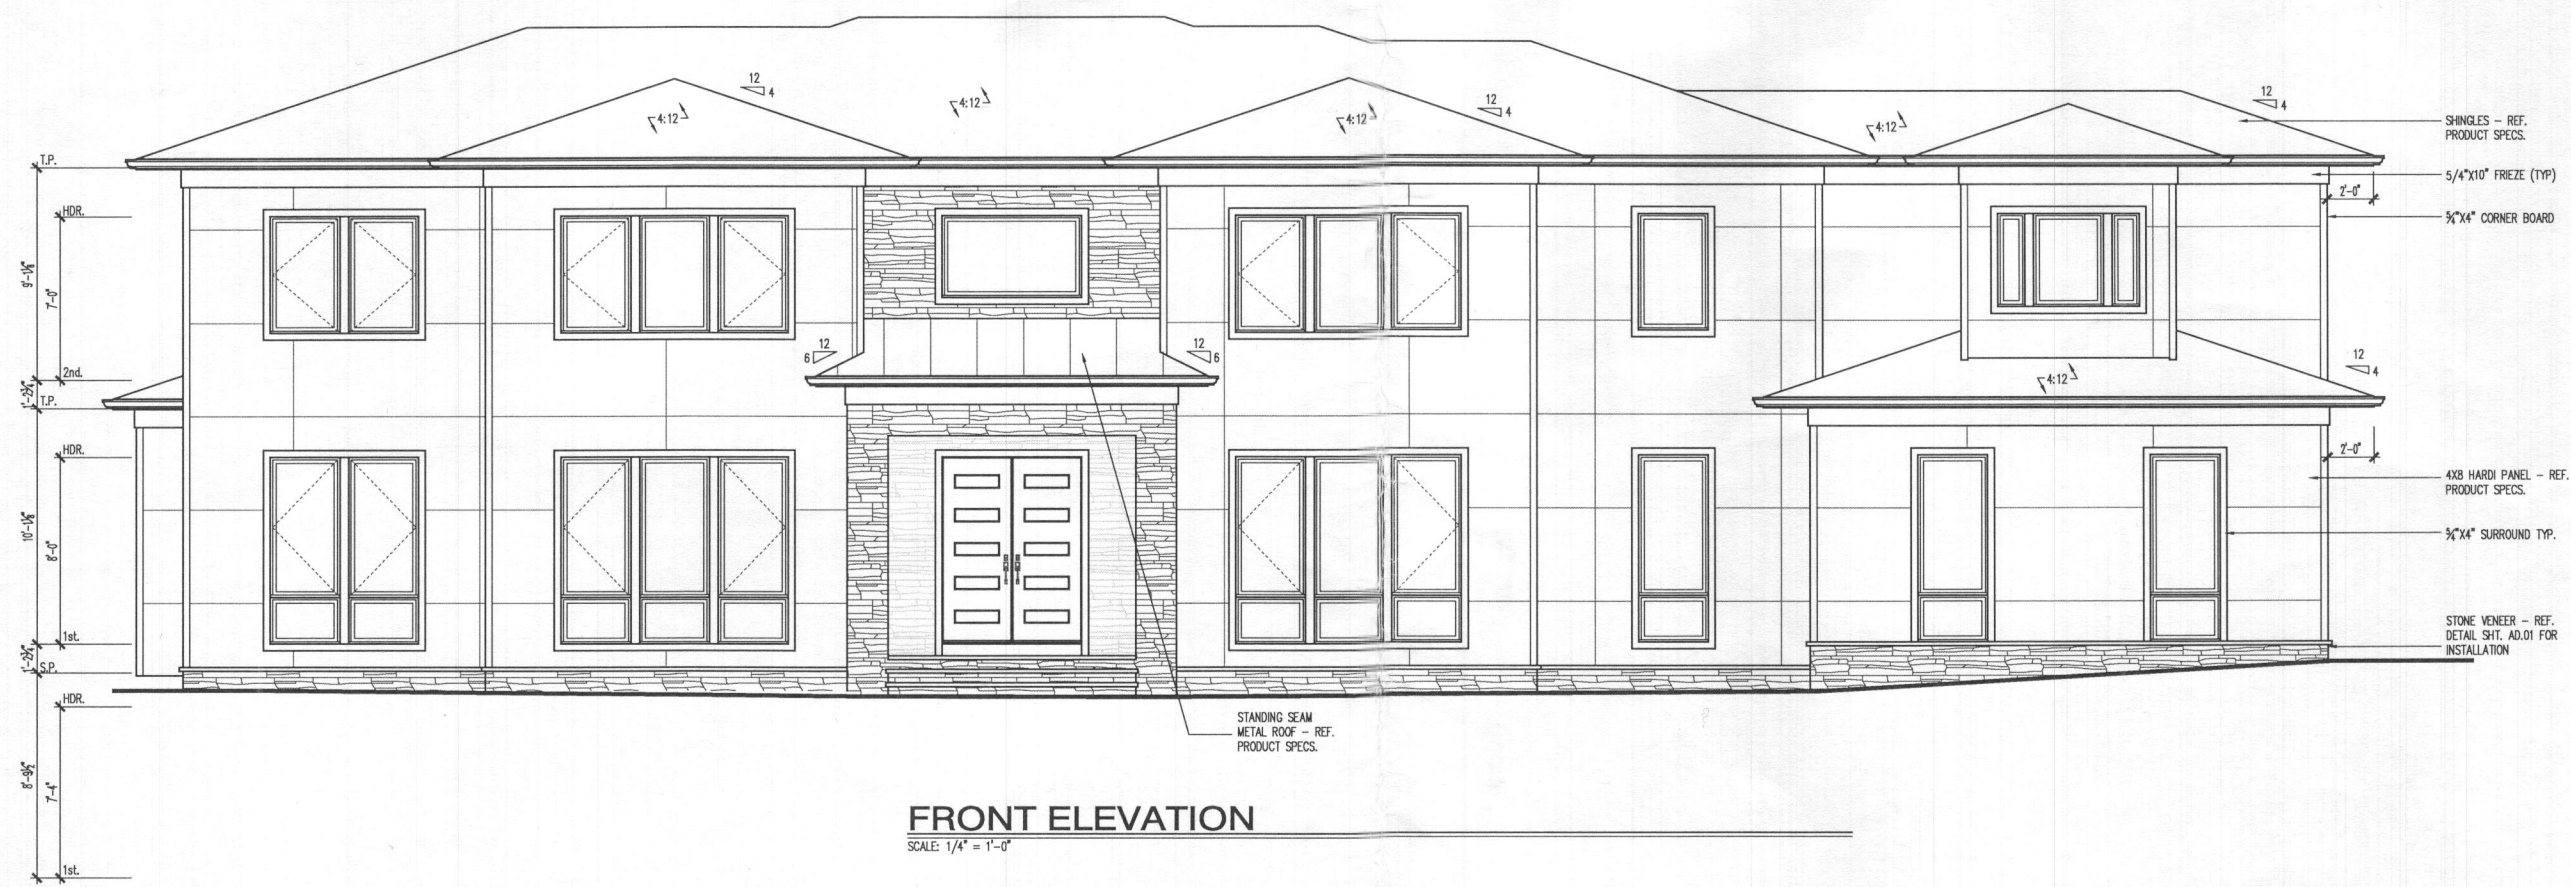 12
4
4:12
4:12
4:12
12
4
4:12
12
4
4:12
SHINGLES - REF.
PRODUCT SPECS.
5/4"X10" FRIEZE (TYP)
2'-0"
5/4"X4" CORNER BOARD
T.P.
HDR.
9'-1⅛"
7'-0"
2nd.
1'-2¾"
T.P.
12
6
12
6
4:12
12
4
HDR.
2'-0"
4X8 HARDI PANEL - REF.
PRODUCT SPECS.
10'-1⅛"
8'-0"
5/4"X4" SURROUND TYP.
1st.
1'-2¾"
S.P.
STONE VENEER - REF.
DETAIL SHT. AD.01 FOR
INSTALLATION
HDR.
8'-9½"
7'-4"
1st.
STANDING SEAM
METAL ROOF - REF.
PRODUCT SPECS.
FRONT ELEVATION
SCALE: 1/4" = 1'-0"